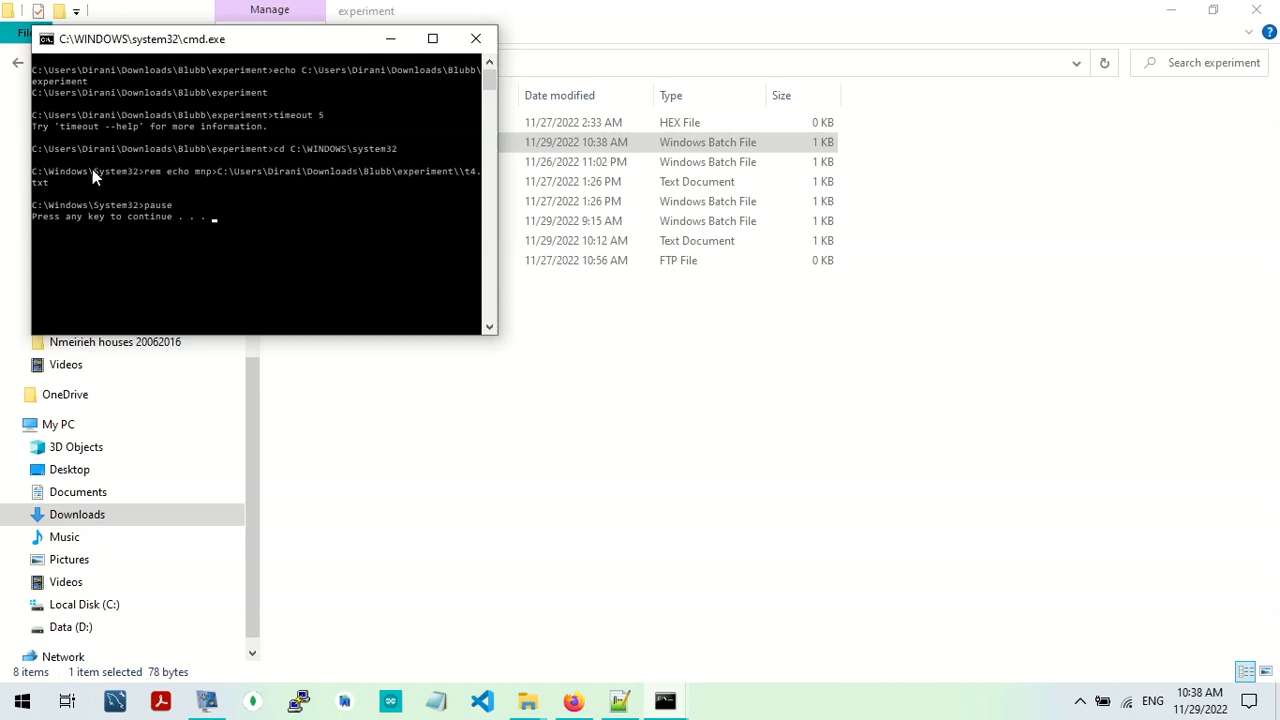 Manage
experiment
C:\WINDOWS\system32\cmd.exe
C:\Users\Dirani\Downloads\Blubb\experiment>echo C:\Users\Dirani\Downloads\Blubb\
experiment
C:\Users\Dirani\Downloads\Blubb\experiment
C:\Users\Dirani\Downloads\Blubb\experiment>timeout 5
Try 'timeout --help' for more information.
C:\Users\Dirani\Downloads\Blubb\experiment>cd C:\WINDOWS\system32
C:\Windows\System32>rem echo mnp>C:\Users\Dirani\Downloads\Blubb\experiment\\t4.
txt
C:\Windows\System32>pause
Press any key to continue . . .
Search experiment
Date modified Type Size
11/27/2022 2:33 AM HEX File 0 KB
11/29/2022 10:38 AM Windows Batch File 1 KB
11/26/2022 11:02 PM Windows Batch File 1 KB
11/27/2022 1:26 PM Text Document 1 KB
11/27/2022 1:26 PM Windows Batch File 1 KB
11/29/2022 9:15 AM Windows Batch File 1 KB
11/29/2022 10:12 AM Text Document 1 KB
11/27/2022 10:56 AM FTP File 0 KB
Nmeirieh houses 20062016
Videos
OneDrive
My PC
3D Objects
Desktop
Documents
Downloads
Music
Pictures
Videos
Local Disk (C:)
Data (D:)
Network
8 items 1 item selected 78 bytes
ENG
10:38 AM
11/29/2022